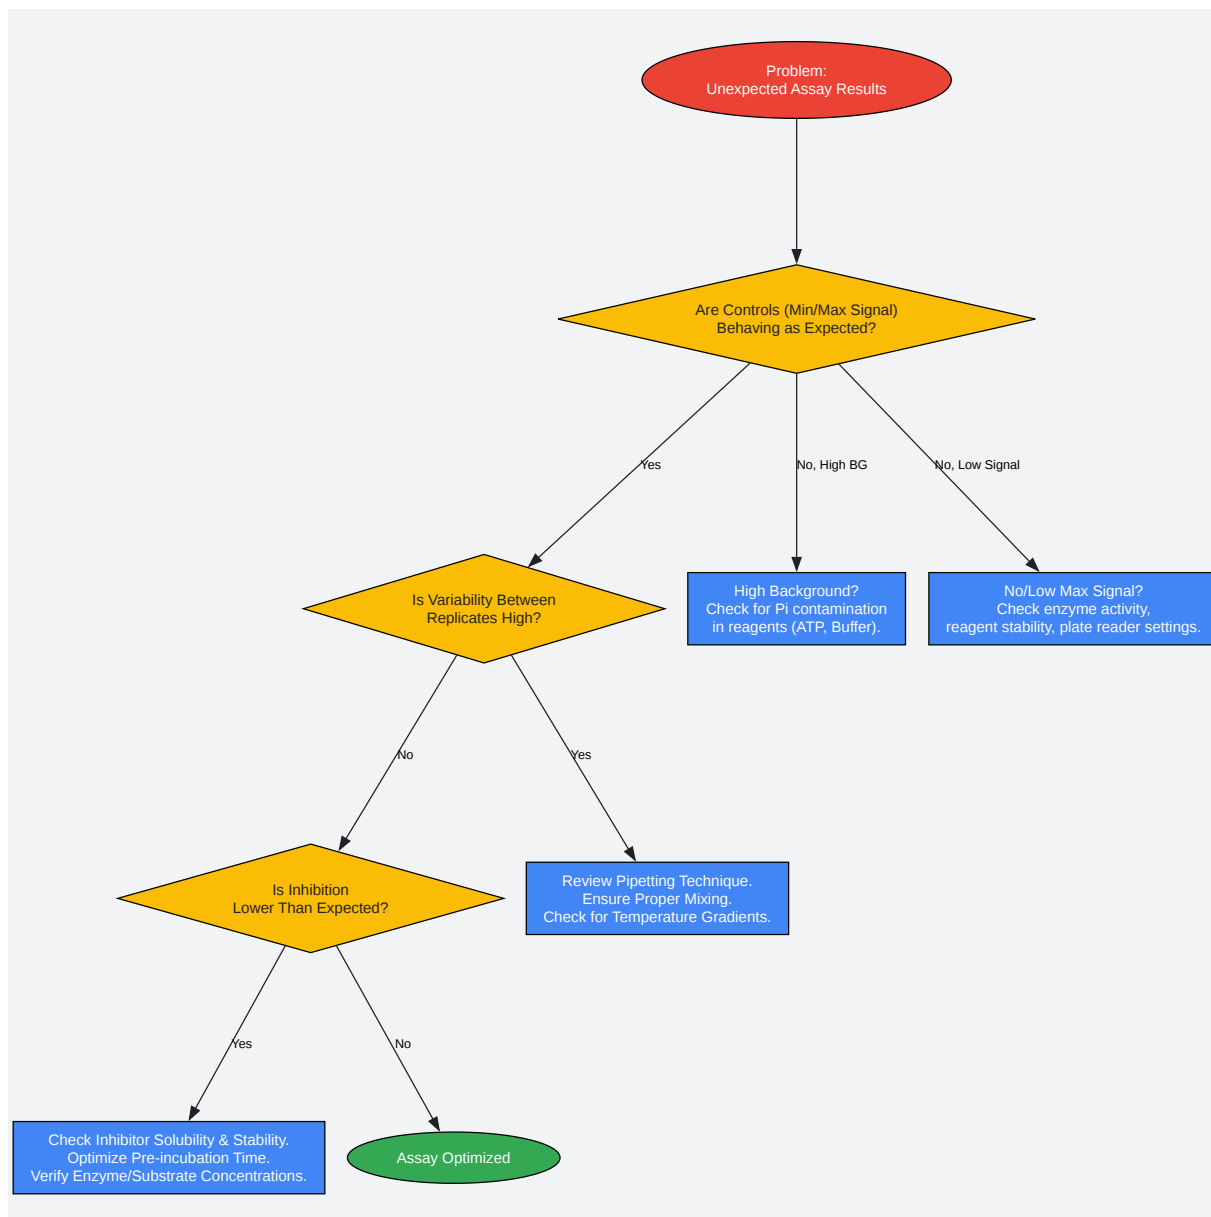 Problem:
Unexpected Assay Results
Are Controls (Min/Max Signal)
Behaving as Expected?
Yes
No, High BG
No, Low Signal
Is Variability Between
Replicates High?
High Background?
Check for Pi contamination
in reagents (ATP, Buffer).
No/Low Max Signal?
Check enzyme activity,
reagent stability, plate reader settings.
No
Yes
Is Inhibition
Lower Than Expected?
Review Pipetting Technique.
Ensure Proper Mixing.
Check for Temperature Gradients.
Yes
No
Check Inhibitor Solubility & Stability.
Optimize Pre-incubation Time.
Verify Enzyme/Substrate Concentrations.
Assay Optimized